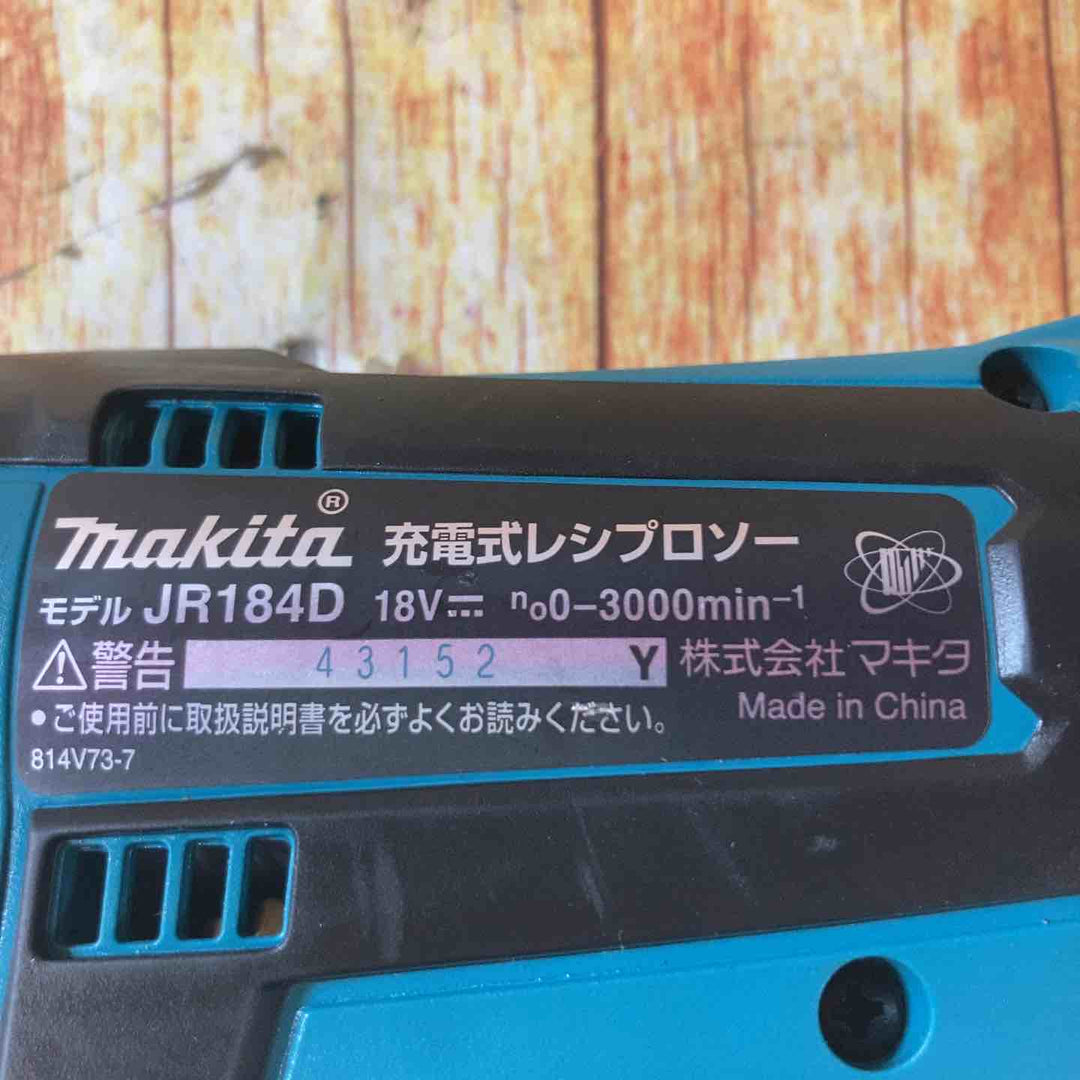 makita® 充電式レシプロソー
モデル JR184D 18V⎓ n₀0-3000min⁻¹
⚠警告 43152 Y 株式会社マキタ
Made in China
•ご使用前に取扱説明書を必ずよくお読みください。
814V73-7